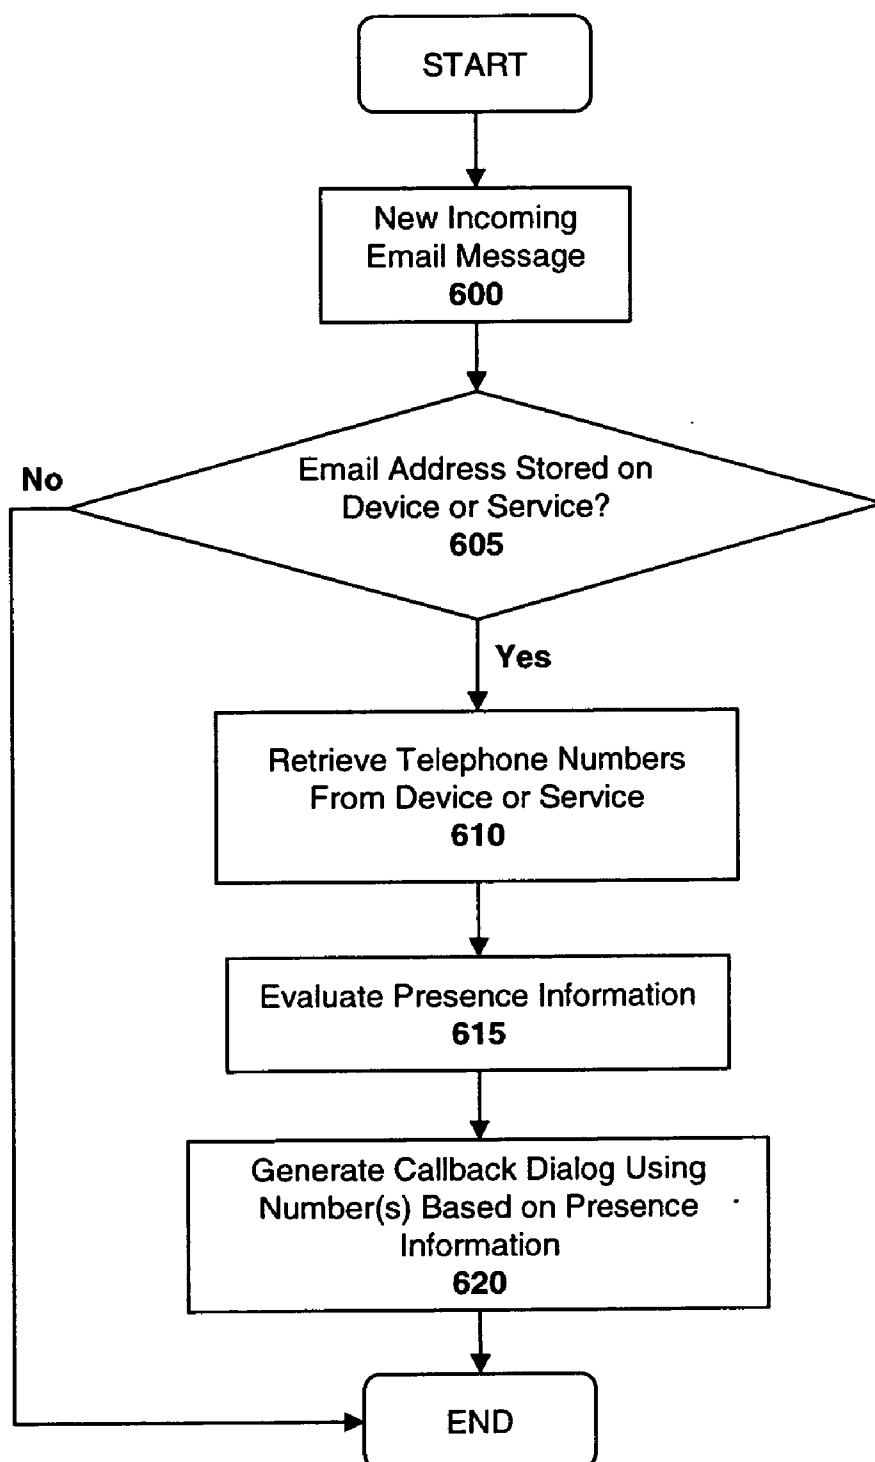 START
New Incoming
Email Message
600
Email Address Stored on
Device or Service?
605
No
Yes
Retrieve Telephone Numbers
From Device or Service
610
Evaluate Presence Information
615
Generate Callback Dialog Using
Number(s) Based on Presence
Information
620
END